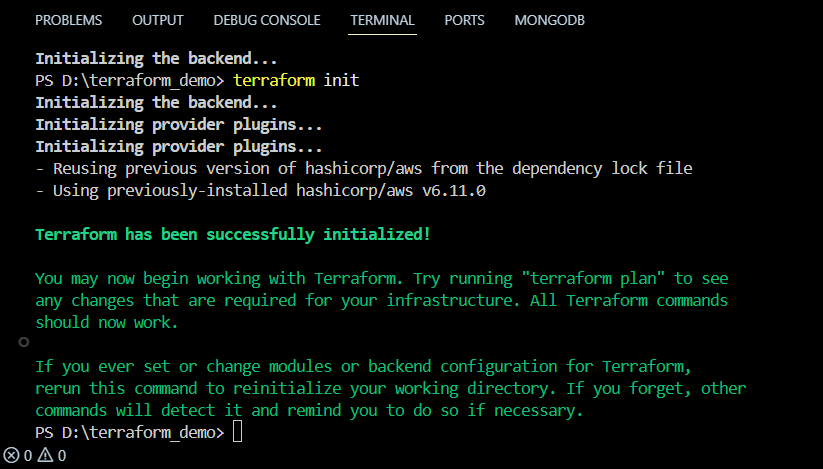 PROBLEMS OUTPUT DEBUG CONSOLE TERMINAL PORTS MONGODB
Initializing the backend...
PS D:\terraform_demo> terraform init
Initializing the backend...
Initializing provider plugins...
Initializing provider plugins...
- Reusing previous version of hashicorp/aws from the dependency lock file
- Using previously-installed hashicorp/aws v6.11.0
Terraform has been successfully initialized!
You may now begin working with Terraform. Try running "terraform plan" to see
any changes that are required for your infrastructure. All Terraform commands
should now work.
If you ever set or change modules or backend configuration for Terraform,
rerun this command to reinitialize your working directory. If you forget, other
commands will detect it and remind you to do so if necessary.
PS D:\terraform_demo>
0 0